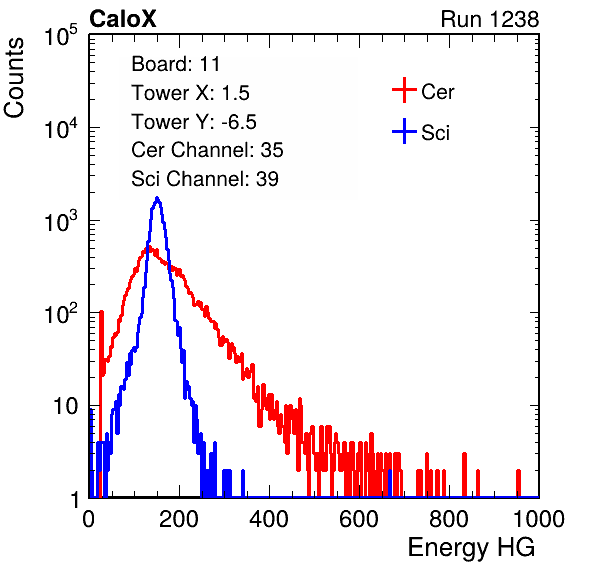 CaloX Run 1238
Counts
10^5
10^4
10^3
10^2
10
1
Board: 11
Tower X: 1.5
Tower Y: -6.5
Cer Channel: 35
Sci Channel: 39
Cer
Sci
0 200 400 600 800 1000
Energy HG